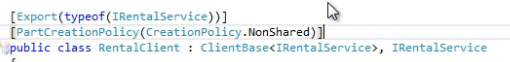 [Export(typeof(IRentalService))]
[PartCreationPolicy(CreationPolicy.NonShared)]
public class RentalClient : ClientBase<IRentalService>, IRentalService
{